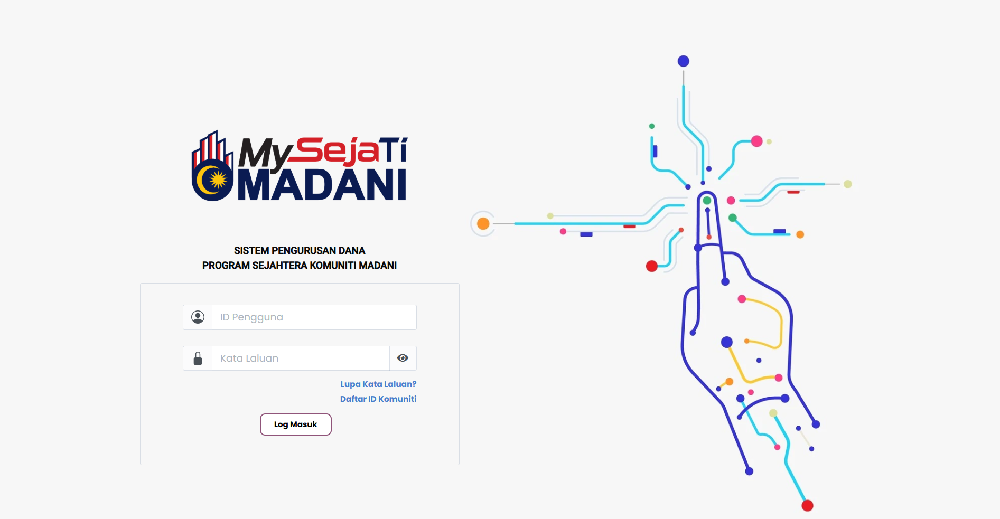 MySejaTi
MADANI
SISTEM PENGURUSAN DANA
PROGRAM SEJAHTERA KOMUNITI MADANI
ID Pengguna
Kata Laluan
Lupa Kata Laluan?
Daftar ID Komuniti
Log Masuk